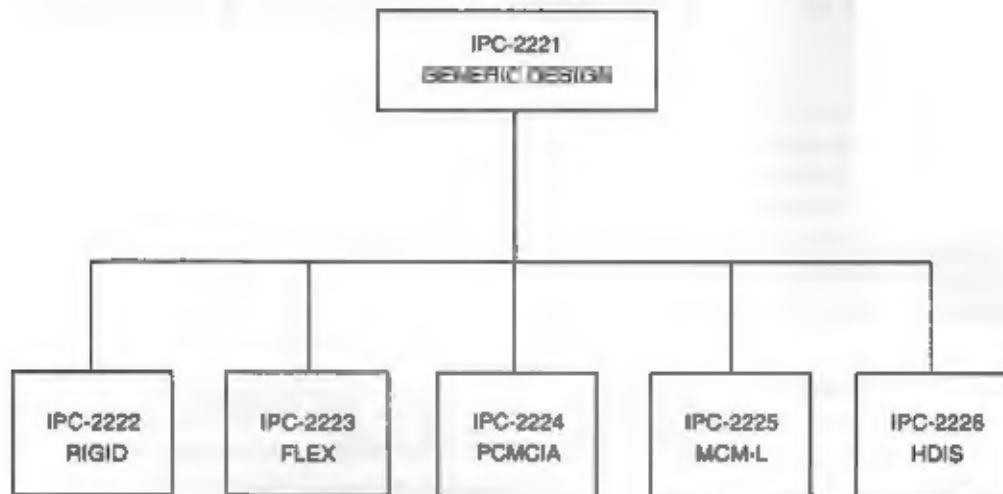 IPC-2221
GENERIC DESIGN
IPC-2222
RIGID
IPC-2223
FLEX
IPC-2224
PCMCIA
IPC-2225
MCM-L
IPC-2226
HDIS